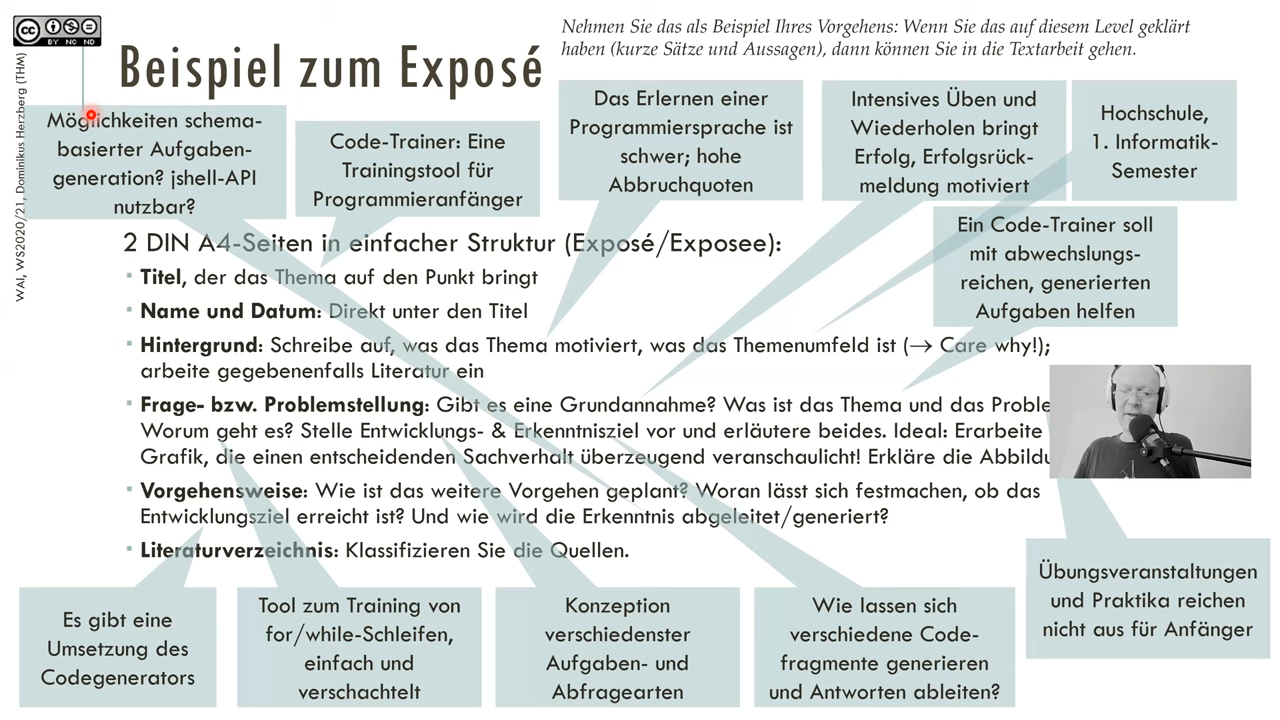 BY NC ND
WAI, WS2020/21, Dominikus Herzberg (THM)
Beispiel zum Exposé
Nehmen Sie das als Beispiel Ihres Vorgehens: Wenn Sie das auf diesem Level geklärt
haben (kurze Sätze und Aussagen), dann können Sie in die Textarbeit gehen.
Möglichkeiten schema-
basierter Aufgaben-
generation? jshell-API
nutzbar?
Code-Trainer: Eine
Trainingstool für
Programmieranfänger
Das Erlernen einer
Programmiersprache ist
schwer; hohe
Abbruchquoten
Intensives Üben und
Wiederholen bringt
Erfolg, Erfolgsrück-
meldung motiviert
Hochschule,
1. Informatik-
Semester
Ein Code-Trainer soll
mit abwechslungs-
reichen, generierten
Aufgaben helfen
2 DIN A4-Seiten in einfacher Struktur (Exposé/Exposee):
▪ Titel, der das Thema auf den Punkt bringt
▪ Name und Datum: Direkt unter den Titel
▪ Hintergrund: Schreibe auf, was das Thema motiviert, was das Themenumfeld ist (→ Care why!);
arbeite gegebenenfalls Literatur ein
▪ Frage- bzw. Problemstellung: Gibt es eine Grundannahme? Was ist das Thema und das Proble
Worum geht es? Stelle Entwicklungs- & Erkenntnisziel vor und erläutere beides. Ideal: Erarbeite
Grafik, die einen entscheidenden Sachverhalt überzeugend veranschaulicht! Erkläre die Abbildu
▪ Vorgehensweise: Wie ist das weitere Vorgehen geplant? Woran lässt sich festmachen, ob das
Entwicklungsziel erreicht ist? Und wie wird die Erkenntnis abgeleitet/generiert?
▪ Literaturverzeichnis: Klassifizieren Sie die Quellen.
Es gibt eine
Umsetzung des
Codegenerators
Tool zum Training von
for/while-Schleifen,
einfach und
verschachtelt
Konzeption
verschiedenster
Aufgaben- und
Abfragearten
Wie lassen sich
verschiedene Code-
fragmente generieren
und Antworten ableiten?
Übungsveranstaltungen
und Praktika reichen
nicht aus für Anfänger